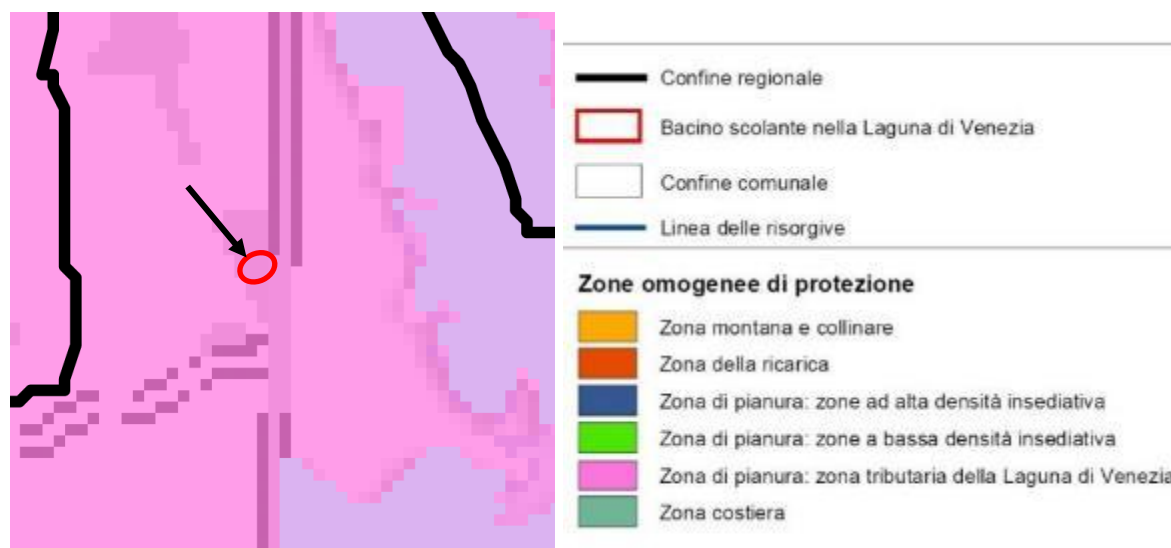 Confine regionale
Bacino scolante nella Laguna di Venezia
Confine comunale
Linea delle risorgive
Zone omogenee di protezione
Zona montana e collinare
Zona della ricarica
Zona di pianura: zone ad alta densità insediativa
Zona di pianura: zone a bassa densità insediativa
Zona di pianura: zona tributaria della Laguna di Venezia
Zona costiera